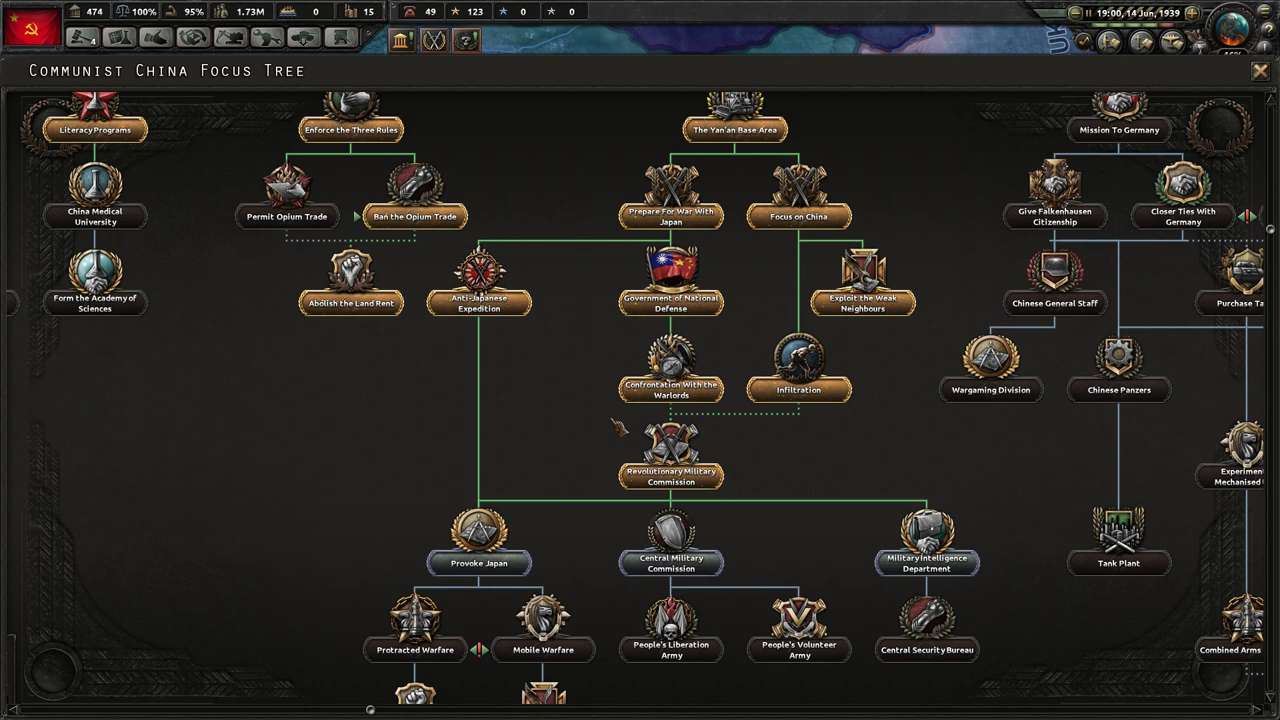 474 100% 95% 1.73M 0 15 49 123 0 0 19:00, 14 Jun, 1939
4
Communist China Focus Tree
Literacy Programs
Enforce the Three Rules
The Yan'an Base Area
Mission To Germany
China Medical
University
Permit Opium Trade
Ban the Opium Trade
Prepare For War With
Japan
Focus on China
Give Falkenhausen
Citizenship
Closer Ties With
Germany
Form the Academy of
Sciences
Abolish the Land Rent
Anti-Japanese
Expedition
Government of National
Defense
Exploit the Weak
Neighbours
Chinese General Staff
Purchase Ta
Confrontation With the
Warlords
Infiltration
Wargaming Division
Chinese Panzers
Revolutionary Military
Commission
Experimen
Mechanised
Provoke Japan
Central Military
Commission
Military Intelligence
Department
Tank Plant
Protracted Warfare
Mobile Warfare
People's Liberation
Army
People's Volunteer
Army
Central Security Bureau
Combined Arms